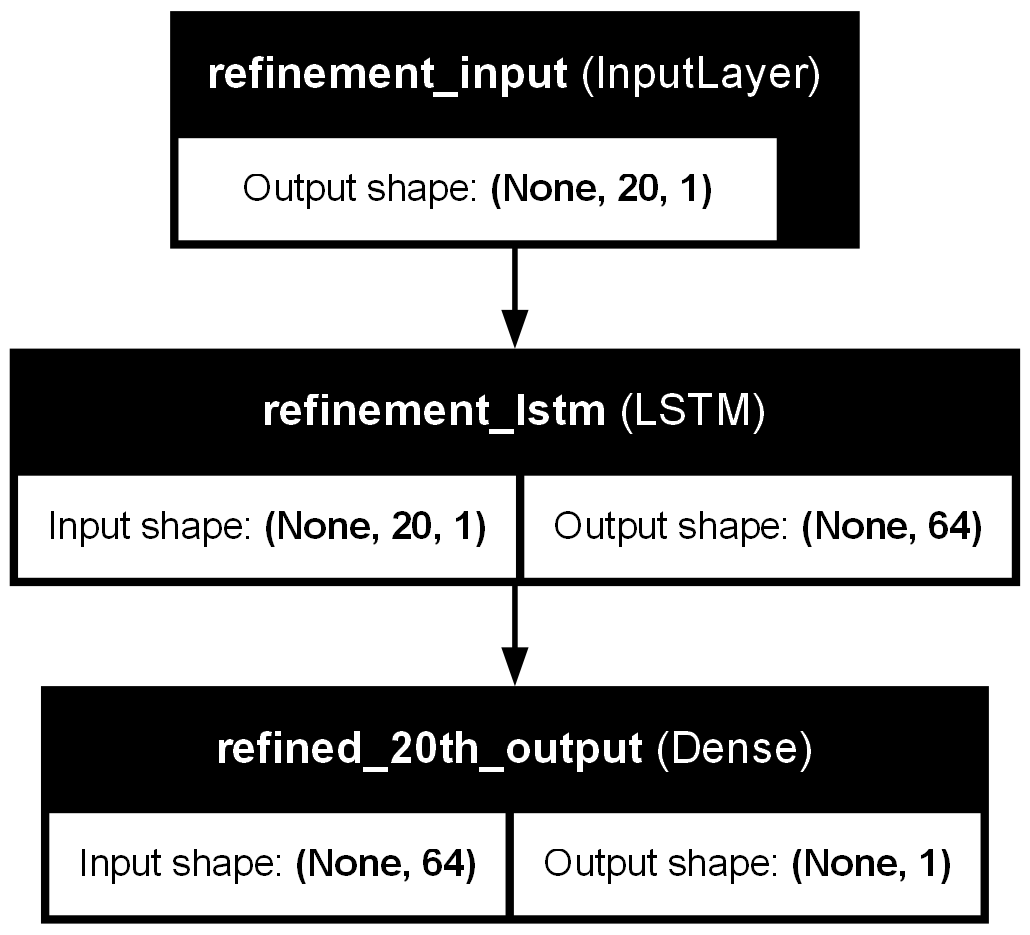 refinement_input (InputLayer)
Output shape: (None, 20, 1)
refinement_lstm (LSTM)
Input shape: (None, 20, 1)
Output shape: (None, 64)
refined_20th_output (Dense)
Input shape: (None, 64)
Output shape: (None, 1)